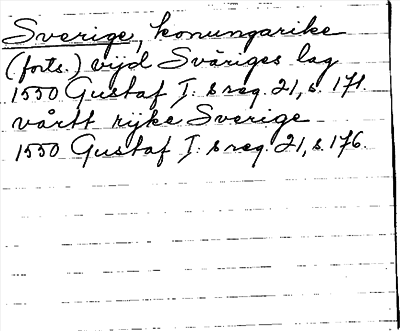 Sverige, konungarike
(forts.) vijd Sväriges lag
1550 Gustaf I:s reg. 21, s. 171.
vårtt rijke Sverige
1550 Gustaf I:s reg. 21, s. 176.